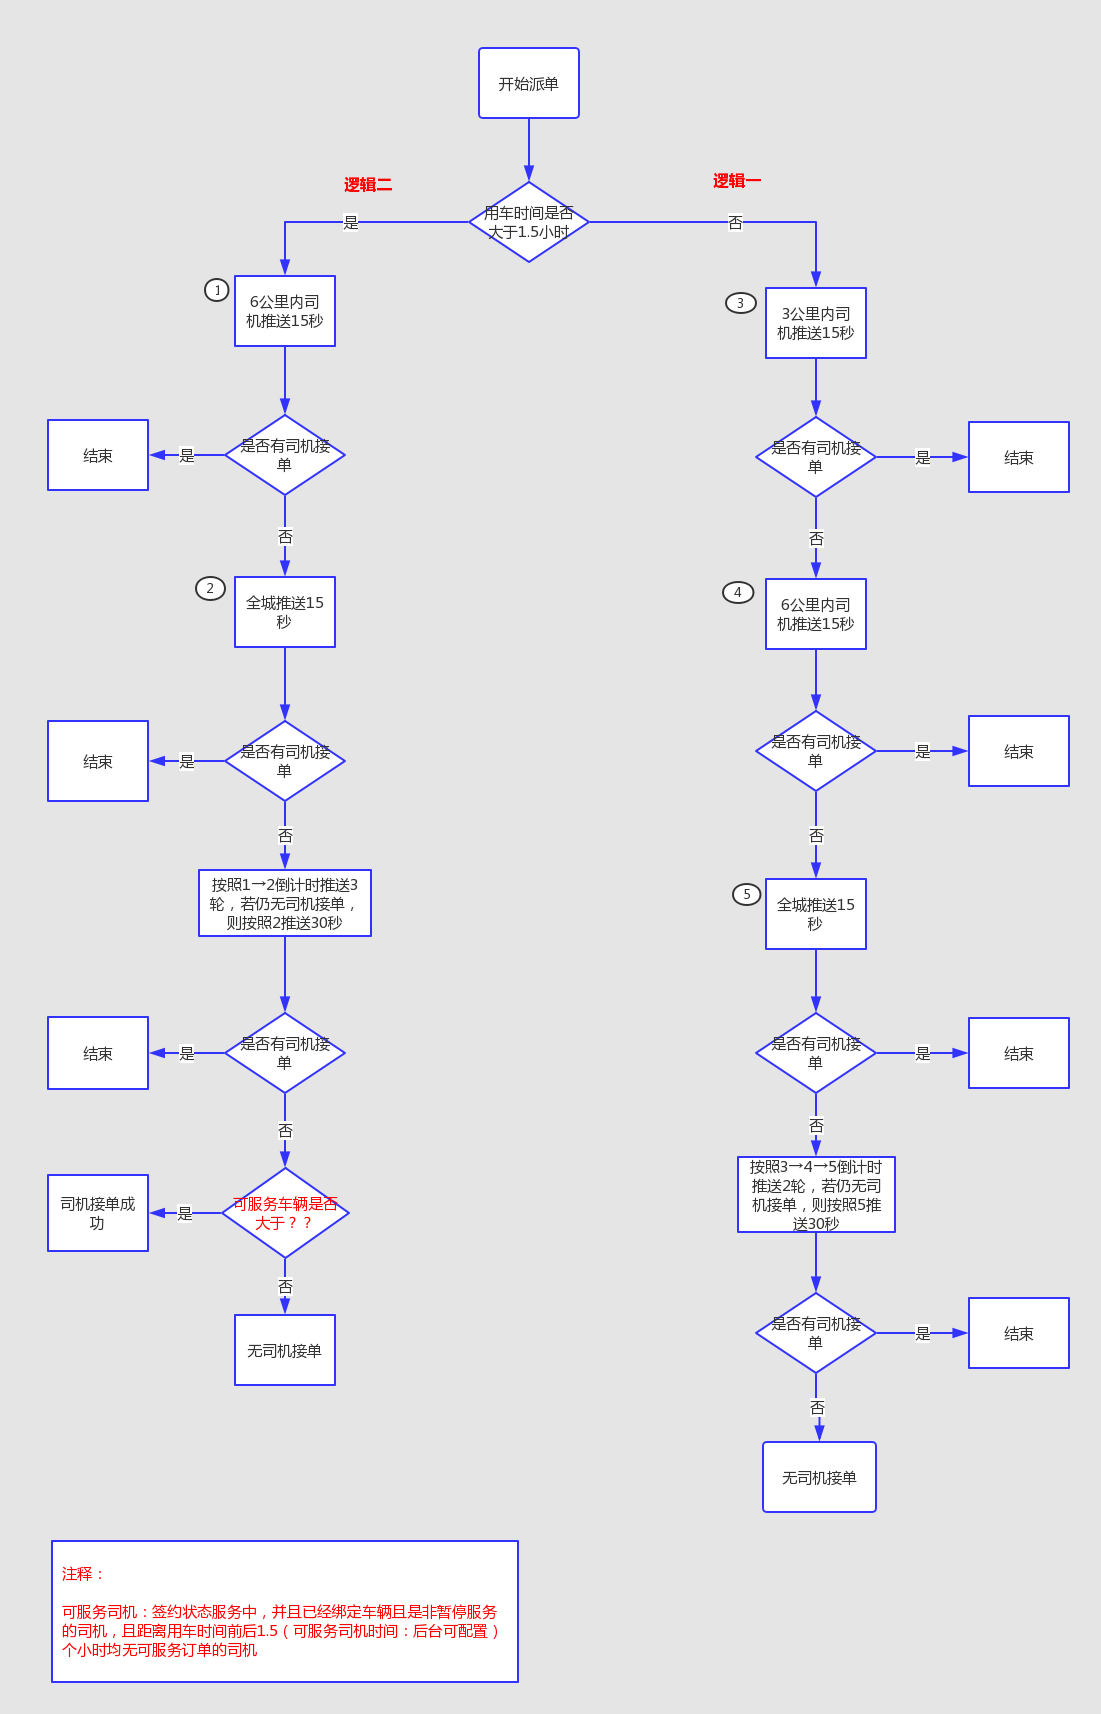 开始派单
逻辑二
逻辑一
用车时间是否
大于1.5小时
是
否
1
6公里内司
机推送15秒
3
3公里内司
机推送15秒
是否有司机接
单
是
结束
否
是否有司机接
单
是
结束
否
2
全城推送15
秒
4
6公里内司
机推送15秒
是否有司机接
单
是
结束
否
是否有司机接
单
是
结束
否
按照1→2倒计时推送3
轮，若仍无司机接单，
则按照2推送30秒
5
全城推送15
秒
是否有司机接
单
是
结束
否
是否有司机接
单
是
结束
否
可服务车辆是否
大于？？
是
司机接单成
功
否
无司机接单
按照3→4→5倒计时
推送2轮，若仍无司
机接单，则按照5推
送30秒
是否有司机接
单
是
结束
否
无司机接单
注释：
可服务司机：签约状态服务中，并且已经绑定车辆且是非暂停服务
的司机，且距离用车时间前后1.5（可服务司机时间：后台可配置）
个小时均无可服务订单的司机